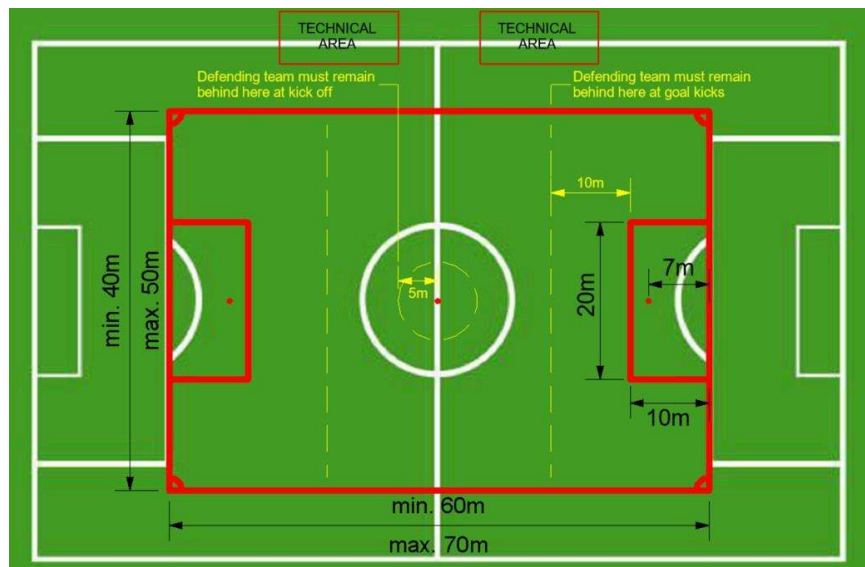 TECHNICAL
AREA
TECHNICAL
AREA
Defending team must remain
behind here at kick off
Defending team must remain
behind here at goal kicks
10m
7m
5m
20m
min. 40m
max. 50m
10m
min. 60m
max. 70m